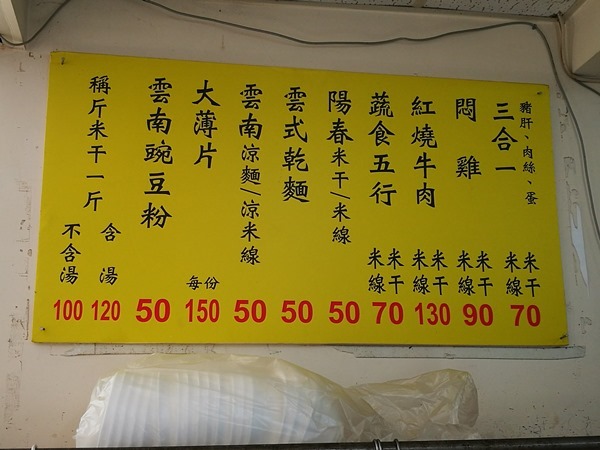 豬肝、肉絲、蛋
三合一
米干
米線
70
悶雞
米干
米線
90
紅燒牛肉
米干
米線
130
蔬食五行
米干
米線
70
陽春米干/米線
50
雲式乾麵
50
雲南涼麵/涼米線
50
大薄片
每份
150
雲南豌豆粉
50
稱斤米干一斤
含湯
120
不含湯
100